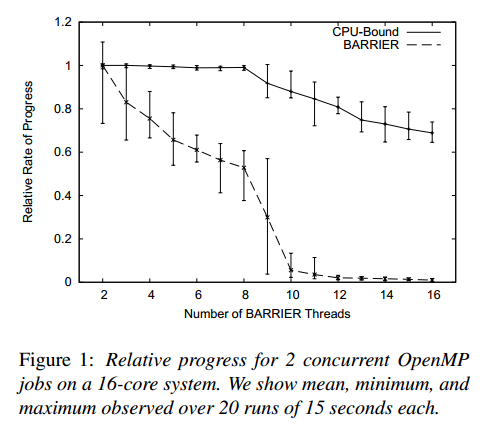 1.2
1
0.8
0.6
0.4
0.2
0
Relative Rate of Progress
CPU-Bound
BARRIER
2 4 6 8 10 12 14 16
Number of BARRIER Threads
Figure 1: Relative progress for 2 concurrent OpenMP
jobs on a 16-core system. We show mean, minimum, and
maximum observed over 20 runs of 15 seconds each.